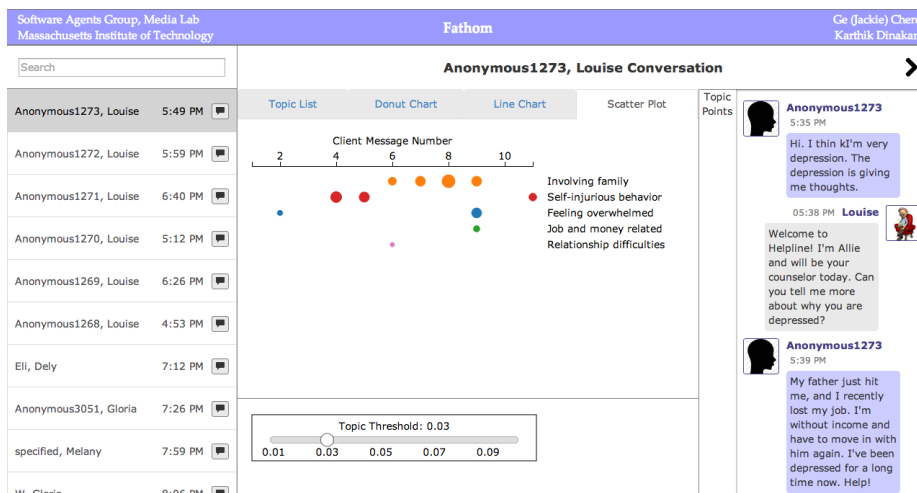 Software Agents Group, Media Lab
Massachusetts Institute of Technology
Fathom
Ge (Jackie) Chen
Karthik Dinakar
Search
Anonymous1273, Louise 5:49 PM
Anonymous1272, Louise 5:59 PM
Anonymous1271, Louise 6:40 PM
Anonymous1270, Louise 5:12 PM
Anonymous1269, Louise 6:26 PM
Anonymous1268, Louise 4:53 PM
Eli, Dely 7:12 PM
Anonymous3051, Gloria 7:26 PM
specified, Melany 7:59 PM
W, Gloria 8:06 PM
Anonymous1273, Louise Conversation
Topic List Donut Chart Line Chart Scatter Plot
Topic
Points
Client Message Number
2 4 6 8 10
Involving family
Self-injurious behavior
Feeling overwhelmed
Job and money related
Relationship difficulties
Topic Threshold: 0.03
0.01 0.03 0.05 0.07 0.09
Anonymous1273
5:35 PM
Hi. I thin kI'm very
depression. The
depression is giving
me thoughts.
05:38 PM Louise
Welcome to
Helpline! I'm Allie
and will be your
counselor today. Can
you tell me more
about why you are
depressed?
Anonymous1273
5:39 PM
My father just hit
me, and I recently
lost my job. I'm
without income and
have to move in with
him again. I've been
depressed for a long
time now. Help!